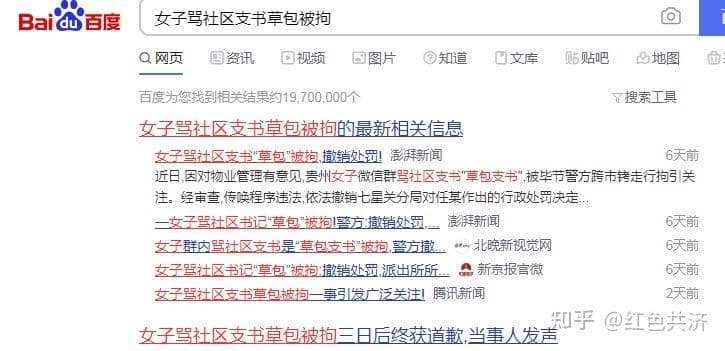 Bai du 百度
女子骂社区支书草包被拘
网页 资讯 视频 图片 知道 文库 贴吧 地图
百度为您找到相关结果约19,700,000个 搜索工具
女子骂社区支书草包被拘的最新相关信息
女子骂社区支书“草包”被拘,撤销处罚! 澎湃新闻 6天前
近日,因对物业管理有意见,贵州女子微信群骂社区支书"草包支书",被毕节警方跨市铐走行拘引关
注。经审查,传唤程序违法,依法撤销七星关分局对任某作出的行政处罚决定...
一女子骂社区书记“草包”被拘!警方:撤销处罚,... 澎湃新闻 6天前
女子群内骂社区支书是“草包支书”被拘,警方撤... 北晚新视觉网 6天前
女子骂社区书记“草包”被拘:撤销处罚,派出所所... 新京报官微 6天前
女子骂社区支书草包被拘一事引发广泛关注! 腾讯新闻 2天前
女子骂社区支书草包被拘三日后终获道歉,当事人发声
知乎 @红色共济